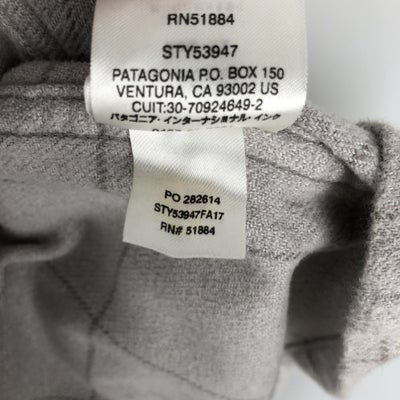 RN51884
STY53947
PATAGONIA P.O. BOX 150
VENTURA, CA 93002 US
CUIT:30-70924649-2
パタゴニア・インターナショナル・インク
PO 282614
STY53947FA17
RN# 51884